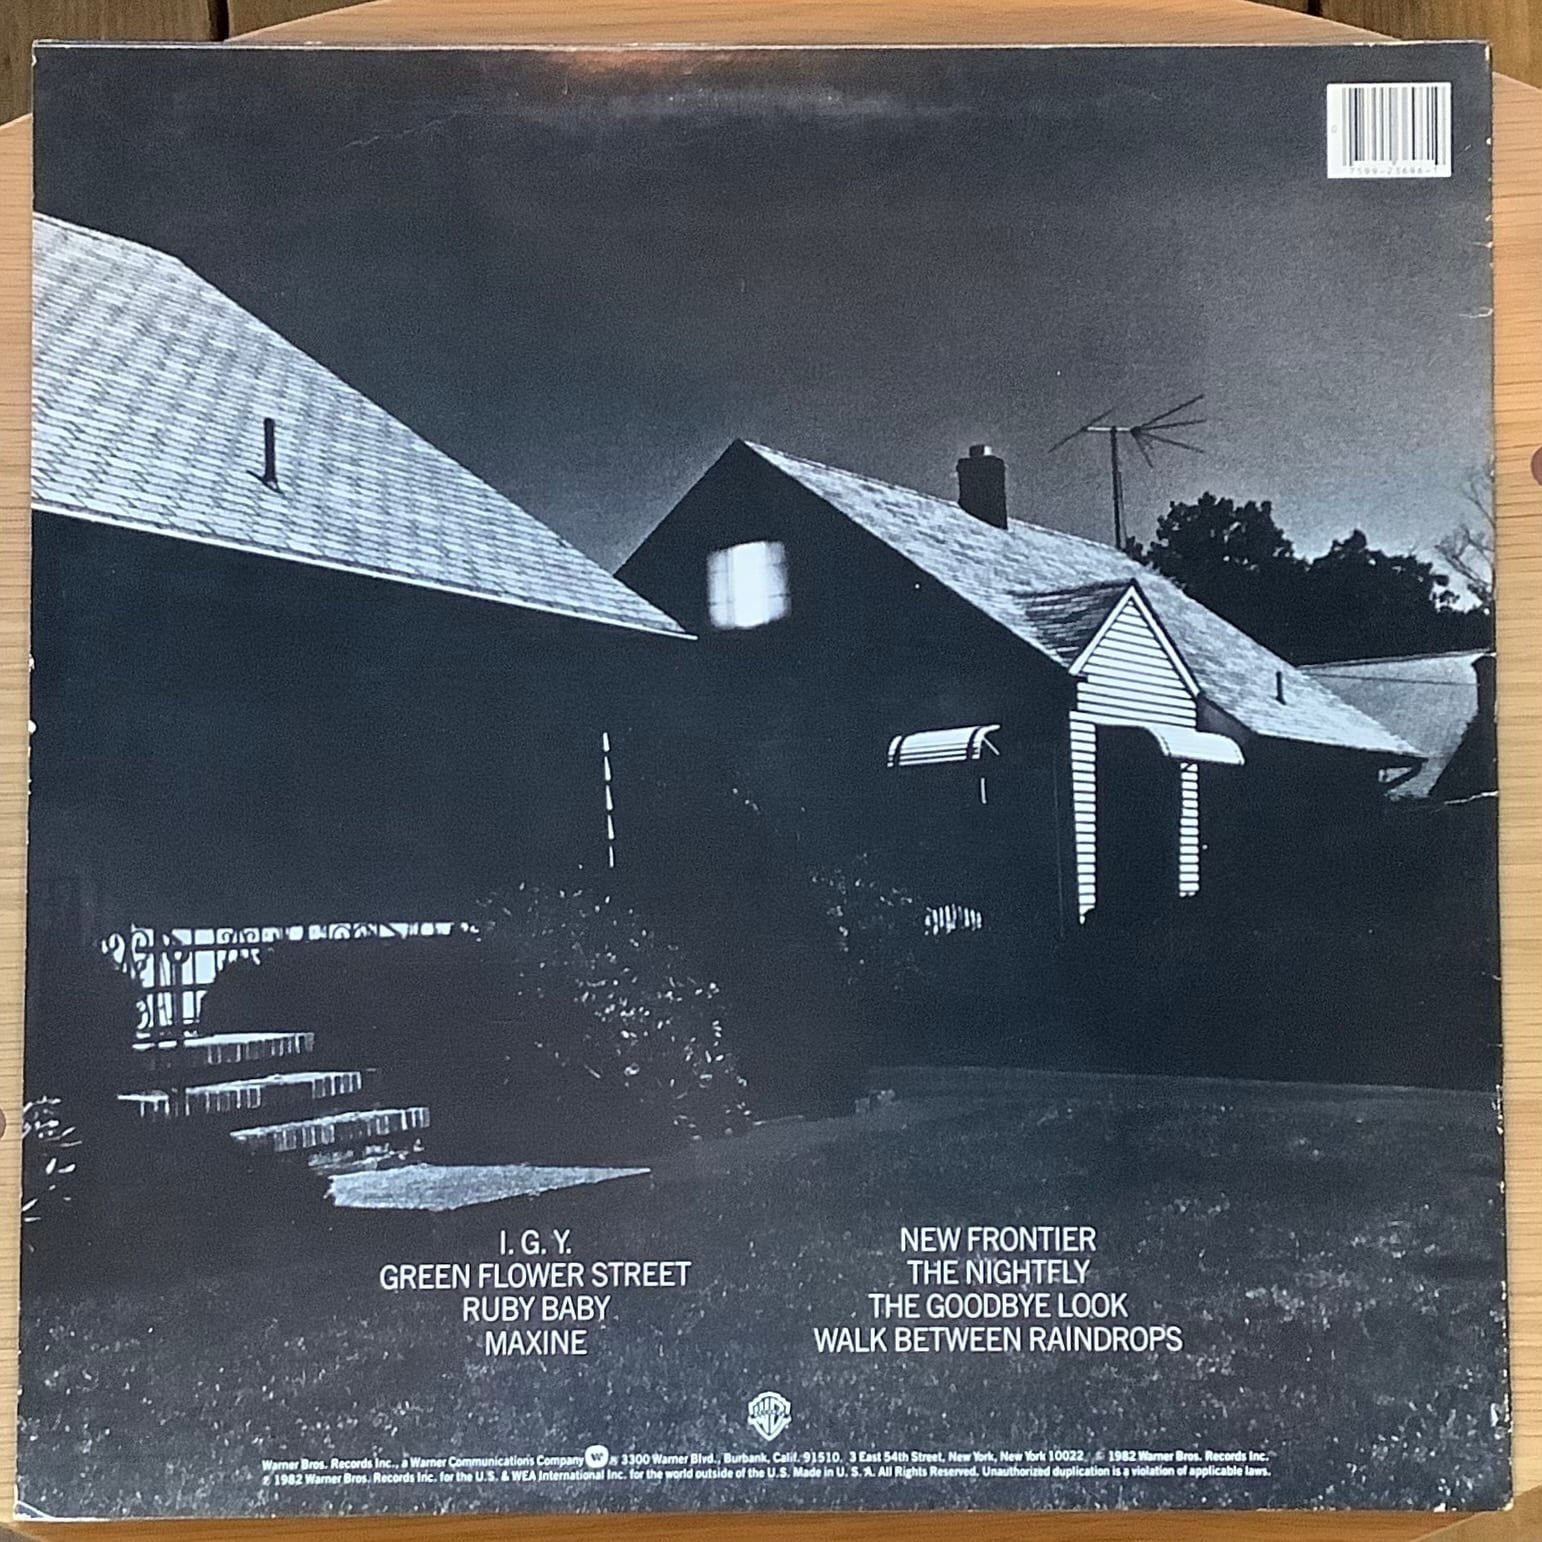 7599-23696-1
I. G. Y.
GREEN FLOWER STREET
RUBY BABY
MAXINE
NEW FRONTIER
THE NIGHTFLY
THE GOODBYE LOOK
WALK BETWEEN RAINDROPS
Warner Bros. Records Inc., a Warner Communications Company W ® 3300 Warner Blvd., Burbank, Calif. 91510. 3 East 54th Street, New York, New York 10022 © 1982 Warner Bros. Records Inc.
℗ 1982 Warner Bros. Records Inc. for the U.S. & WEA International Inc. for the world outside of the U.S. Made in U. S. A. All Rights Reserved. Unauthorized duplication is a violation of applicable laws.